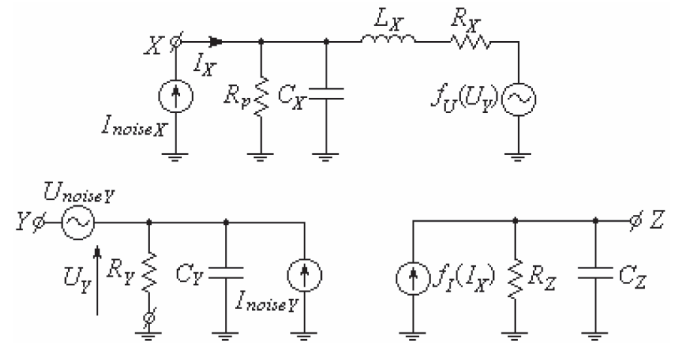 L_X R_X
X I_X
R_p C_X f_U(U_Y)
I_noiseX
U_noiseY
Y Z
U_Y R_Y C_Y I_noiseY f_I(I_X) R_Z C_Z